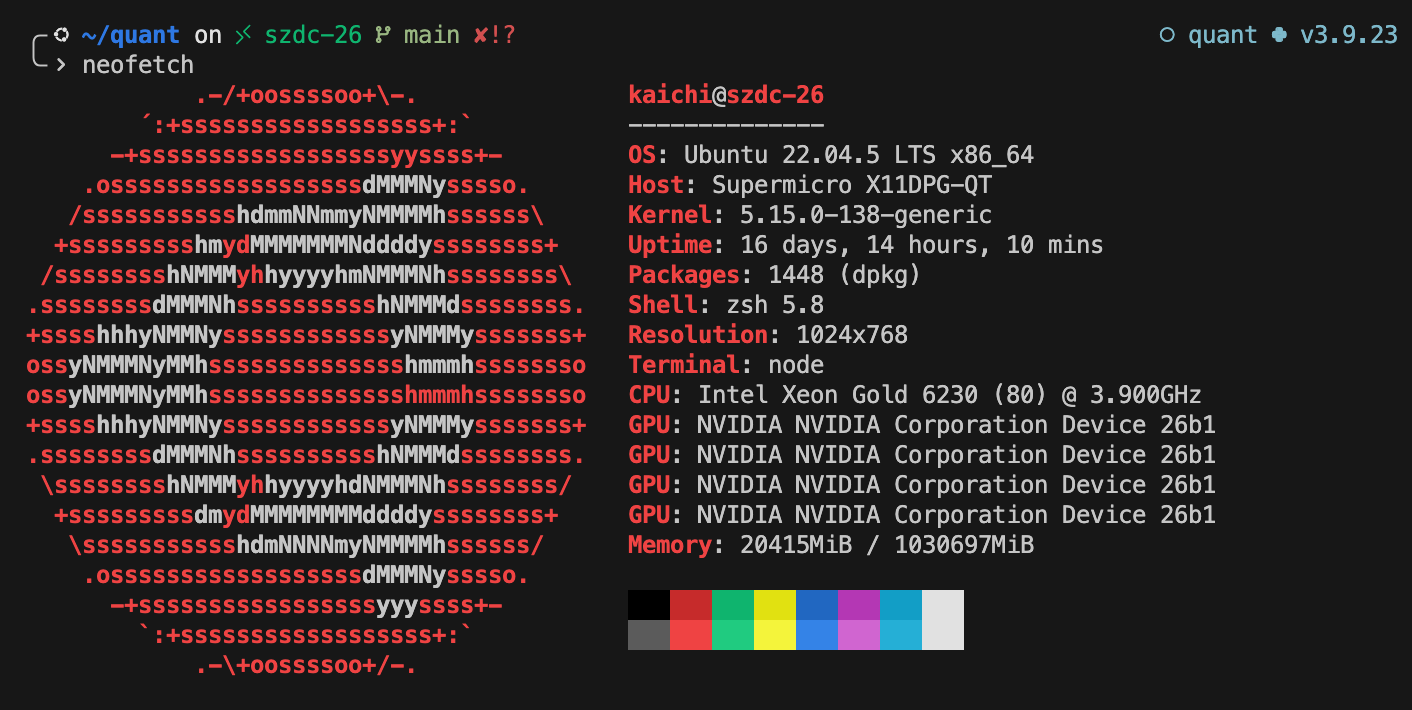 ~/quant on szdc-26 main ✘!? quant v3.9.23
› neofetch
.-/+oossssoo+\-.
´:+ssssssssssssssssss+:`
-+ssssssssssssssssssyyssss+-
.ossssssssssssssssssdMMMNysssso.
/ssssssssssshdmmNNmmyNMMMMhssssss\
+ssssssssshmydMMMMMMMNddddyssssssss+
/sssssssshNMMMyhhyyyyhmNMMMNhssssssss\
.ssssssssdMMMNhsssssssssshNMMMdssssssss.
+sssshhhyNMMNyssssssssssssyNMMMysssssss+
ossyNMMMNyMMhsssssssssssssshmmmhssssssso
ossyNMMMNyMMhsssssssssssssshmmmhssssssso
+sssshhhyNMMNyssssssssssssyNMMMysssssss+
.ssssssssdMMMNhsssssssssshNMMMdssssssss.
\sssssssshNMMMyhhyyyyhdNMMMNhssssssss/
+sssssssssdmydMMMMMMMMddddyssssssss+
\ssssssssssshdmNNNNmyNMMMMhssssss/
.ossssssssssssssssssdMMMNysssso.
-+sssssssssssssssssyyyssss+-
`:+ssssssssssssssssss+:`
.-\+oossssoo+/-.
kaichi@szdc-26
--------------
OS: Ubuntu 22.04.5 LTS x86_64
Host: Supermicro X11DPG-QT
Kernel: 5.15.0-138-generic
Uptime: 16 days, 14 hours, 10 mins
Packages: 1448 (dpkg)
Shell: zsh 5.8
Resolution: 1024x768
Terminal: node
CPU: Intel Xeon Gold 6230 (80) @ 3.900GHz
GPU: NVIDIA NVIDIA Corporation Device 26b1
GPU: NVIDIA NVIDIA Corporation Device 26b1
GPU: NVIDIA NVIDIA Corporation Device 26b1
GPU: NVIDIA NVIDIA Corporation Device 26b1
Memory: 20415MiB / 1030697MiB